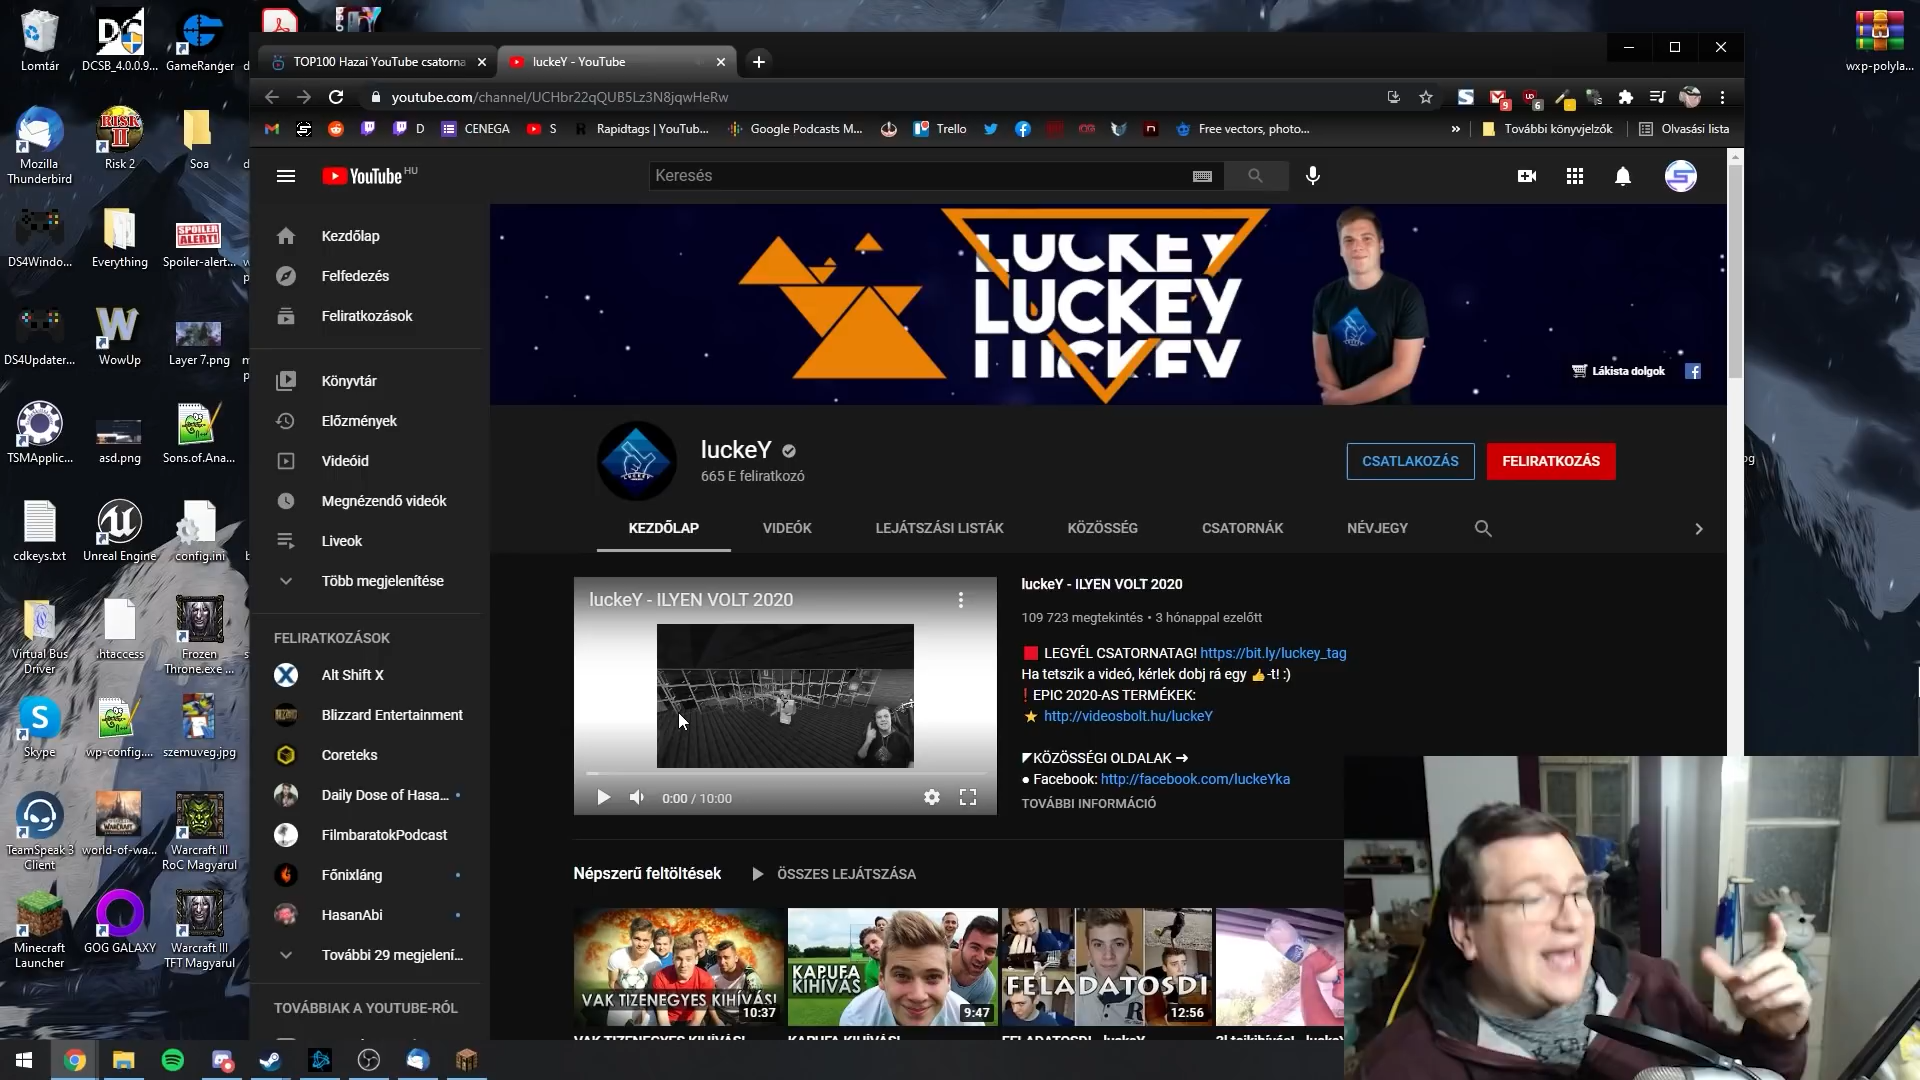 Lomtár
DCSB_4.0.0.9...
GameRanger
wxp-polyla...
Mozilla Thunderbird
Risk 2
Soa
DS4Windo...
Everything
Spoiler-alert...
DS4Updater...
WowUp
Layer 7.png
TSMApplic...
asd.png
Sons.of.Ana...
cdkeys.txt
Unreal Engine
config.ini
Virtual Bus Driver
.htaccess
Frozen Throne.exe ...
Skype
wp-config....
szemuveg.jpg
TeamSpeak 3 Client
world-of-wa...
Warcraft III RoC Magyarul
Minecraft Launcher
GOG GALAXY
Warcraft III TFT Magyarul
TOP100 Hazai YouTube csatorna
luckeY - YouTube
youtube.com/channel/UCHbr22qQUB5Lz3N8jqwHeRw
D
CENEGA
S
Rapidtags | YouTub...
Google Podcasts M...
Trello
Free vectors, photo...
További könyvjelzők
Olvasási lista
YouTube HU
Keresés
Kezdőlap
Felfedezés
Feliratkozások
Könyvtár
Előzmények
Videóid
Megnézendő videók
Liveok
Több megjelenítése
FELIRATKOZÁSOK
Alt Shift X
Blizzard Entertainment
Coreteks
Daily Dose of Hasa...
FilmbaratokPodcast
Főnixláng
HasanAbi
További 29 megjelení...
TOVÁBBIAK A YOUTUBE-RÓL
LUCKEY
LUCKEY
LUCKEY
Lákista dolgok
luckeY
665 E feliratkozó
CSATLAKOZÁS
FELIRATKOZÁS
KEZDŐLAP
VIDEÓK
LEJÁTSZÁSI LISTÁK
KÖZÖSSÉG
CSATORNÁK
NÉVJEGY
luckeY - ILYEN VOLT 2020
0:00 / 10:00
luckeY - ILYEN VOLT 2020
109 723 megtekintés • 3 hónappal ezelőtt
🟥 LEGYÉL CSATORNATAG! https://bit.ly/luckey_tag
Ha tetszik a videó, kérlek dobj rá egy 👍-t! :)
❗EPIC 2020-AS TERMÉKEK:
⭐ http://videosbolt.hu/luckeY
◤KÖZÖSSÉGI OLDALAK ➜
● Facebook: http://facebook.com/luckeYka
TOVÁBBI INFORMÁCIÓ
Népszerű feltöltések
ÖSSZES LEJÁTSZÁSA
VAK TIZENEGYES KIHÍVÁS!
10:37
KAPUFA KIHÍVÁS
9:47
FELADATOSDI
12:56
VAK TIZENEGYES KIHÍVÁS!
KAPUFA KIHÍVÁS!
FELADATOSDI - luckeY